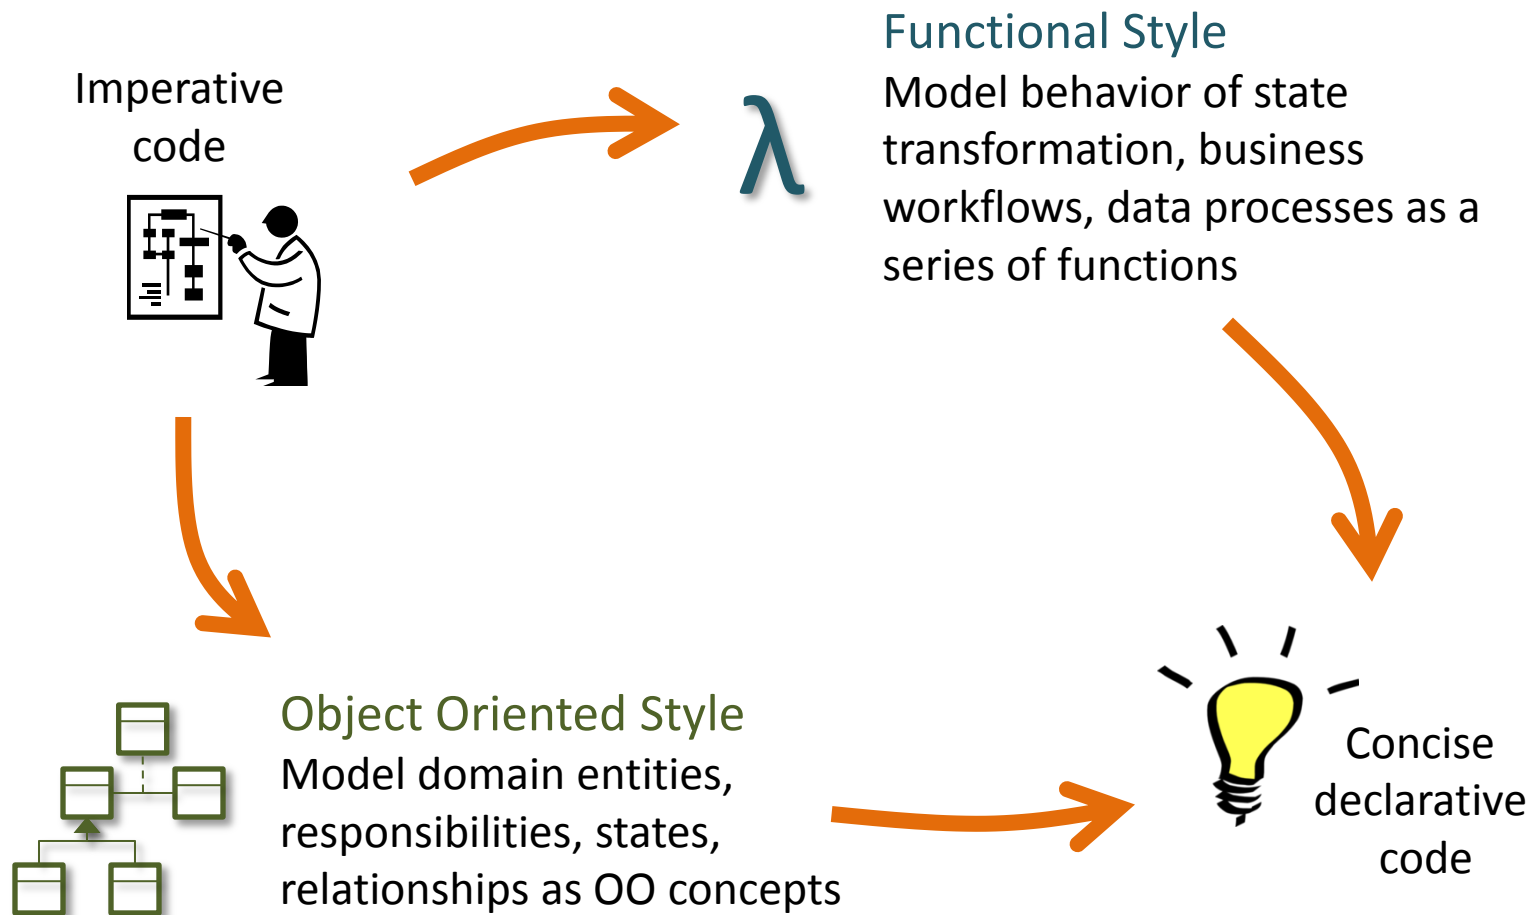 Imperative
code
λ
Functional Style
Model behavior of state
transformation, business
workflows, data processes as a
series of functions
Object Oriented Style
Model domain entities,
responsibilities, states,
relationships as OO concepts
Concise
declarative
code